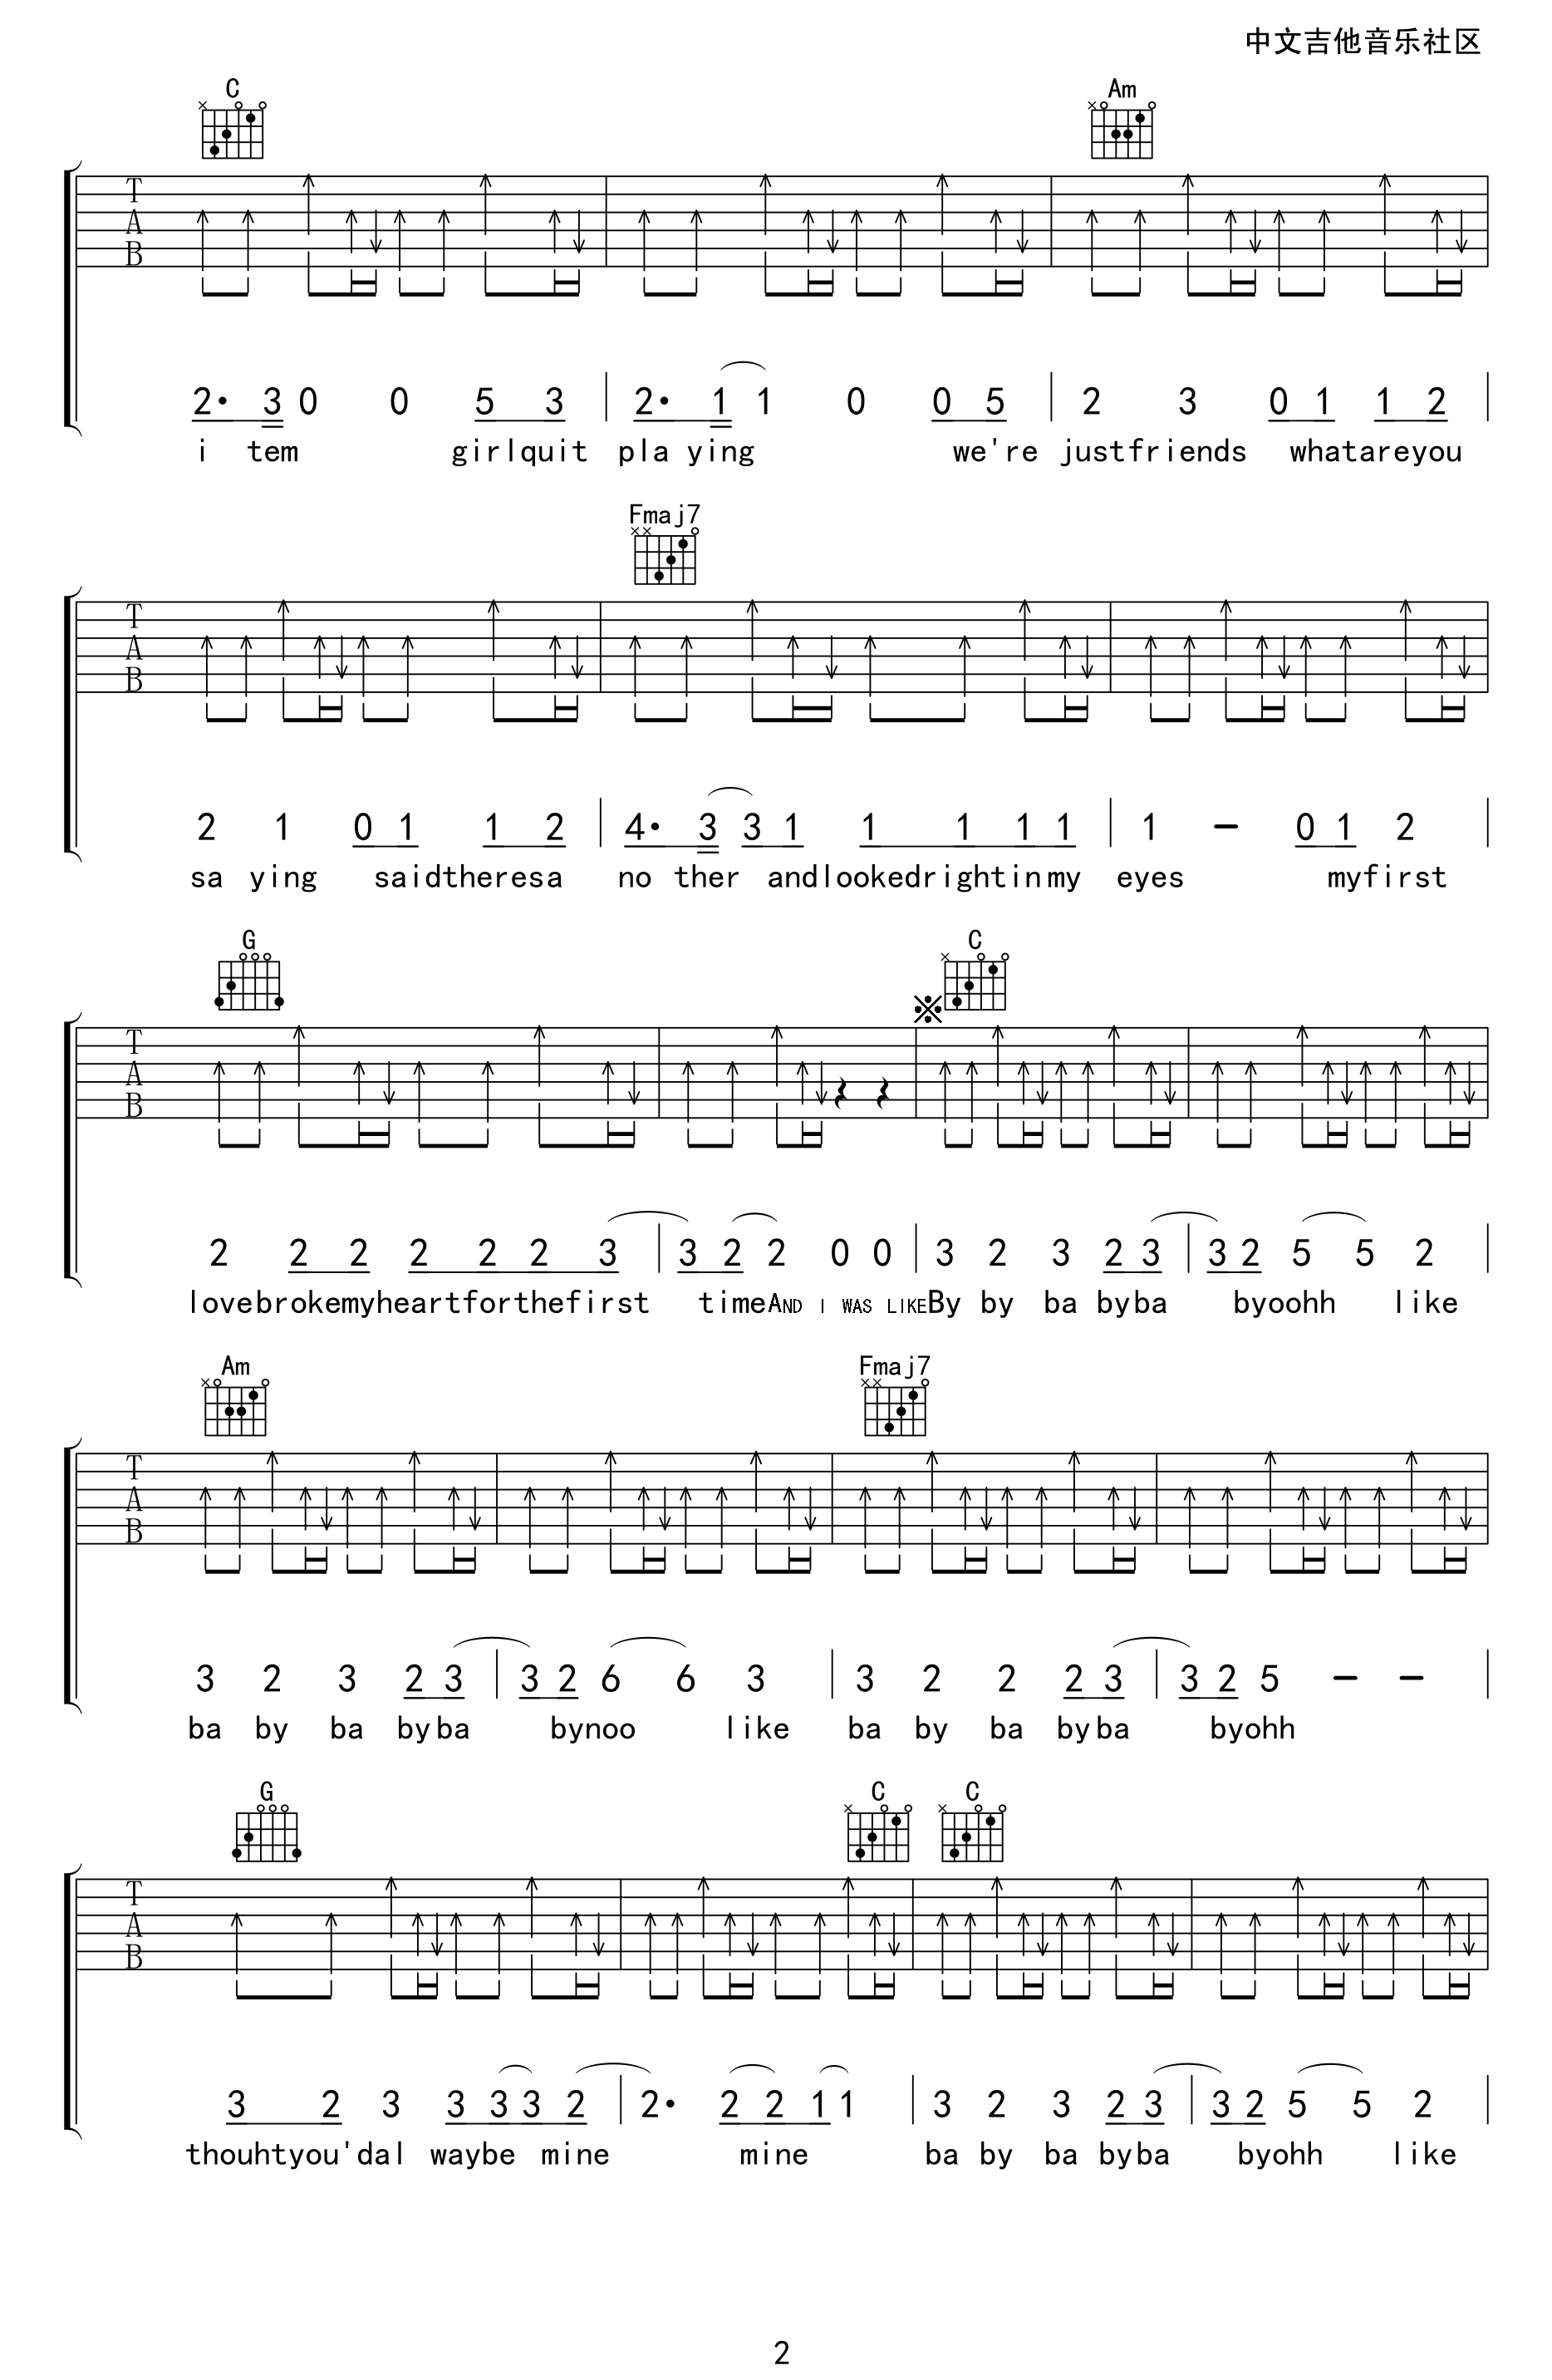 中文吉他音乐社区
C Am
T
A
B
2· 3 0 0 5 3 2· 1 1 0 0 5 2 3 0 1 1 2
i tem girlquit pla ying we're justfriends whatareyou
Fmaj7
T
A
B
2 1 0 1 1 2 4· 3 3 1 1 1 1 1 1 - 0 1 2
sa ying saidtheresa no ther andlookedrightinmy eyes myfirst
G C
T
A
B
2 2 2 2 2 2 3 3 2 2 0 0 3 2 3 2 3 3 2 5 5 2
lovebrokemyheartforthefirst timeAND I WAS LIKEBy by ba byba byoohh like
Am Fmaj7
T
A
B
3 2 3 2 3 3 2 6 6 3 3 2 2 2 3 3 2 5 - -
ba by ba byba bynoo like ba by ba byba byohh
G C C
T
A
B
3 2 3 3 3 3 2 2· 2 2 1 1 3 2 3 2 3 3 2 5 5 2
thouhtyou'dal waybe mine mine ba by ba byba byohh like
2